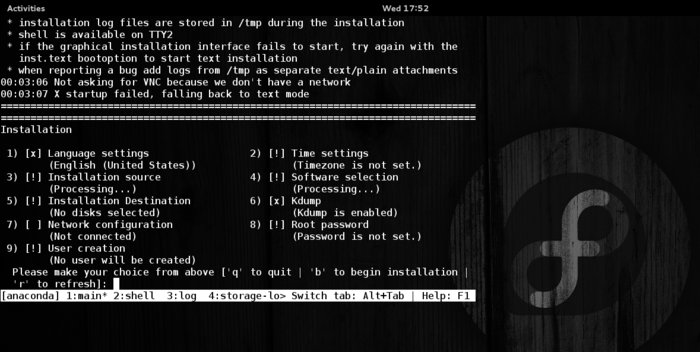 Activities
Wed 17:52
* installation log files are stored in /tmp during the installation
* shell is available on TTY2
* if the graphical installation interface fails to start, try again with the
inst.text bootoption to start text installation
* when reporting a bug add logs from /tmp as separate text/plain attachments
00:03:06 Not asking for VNC because we don't have a network
00:03:07 X startup failed, falling back to text mode
================================================================================
================================================================================
Installation
1) [x] Language settings 2) [!] Time settings
(English (United States)) (Timezone is not set.)
3) [!] Installation source 4) [!] Software selection
(Processing...) (Processing...)
5) [!] Installation Destination 6) [x] Kdump
(No disks selected) (Kdump is enabled)
7) [ ] Network configuration 8) [!] Root password
(Not connected) (Password is not set.)
9) [!] User creation
(No user will be created)
Please make your choice from above ['q' to quit | 'b' to begin installation |
'r' to refresh]:
[anaconda] 1:main* 2:shell 3:log 4:storage-lo> Switch tab: Alt+Tab | Help: F1